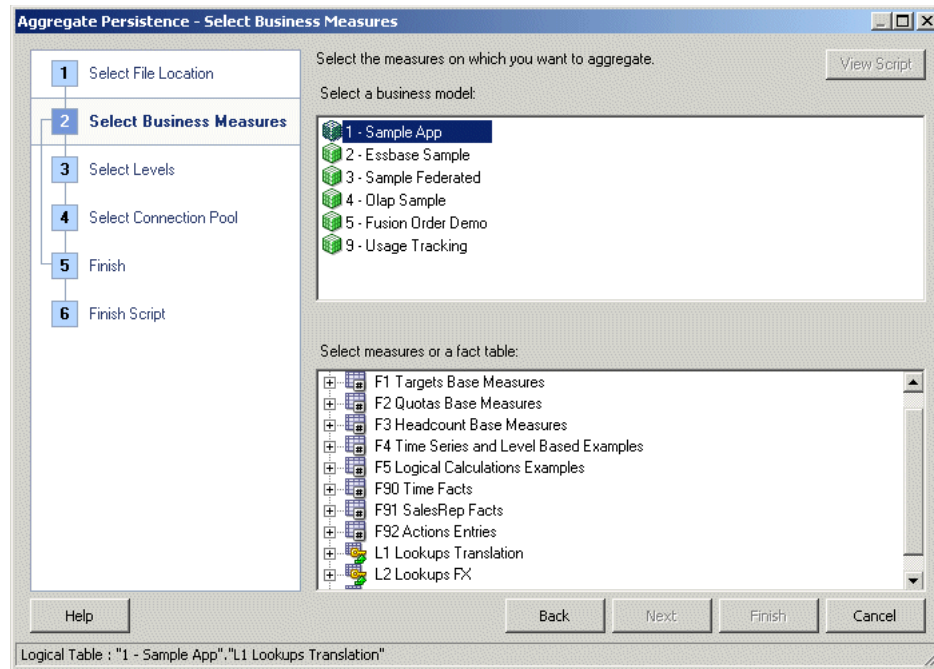 Aggregate Persistence - Select Business Measures
1 Select File Location
2 Select Business Measures
3 Select Levels
4 Select Connection Pool
5 Finish
6 Finish Script
Select the measures on which you want to aggregate.
View Script
Select a business model:
1 - Sample App
2 - Essbase Sample
3 - Sample Federated
4 - Olap Sample
5 - Fusion Order Demo
9 - Usage Tracking
Select measures or a fact table:
F1 Targets Base Measures
F2 Quotas Base Measures
F3 Headcount Base Measures
F4 Time Series and Level Based Examples
F5 Logical Calculations Examples
F90 Time Facts
F91 SalesRep Facts
F92 Actions Entries
L1 Lookups Translation
L2 Lookups FX
Help
Back
Next
Finish
Cancel
Logical Table : "1 - Sample App"."L1 Lookups Translation"